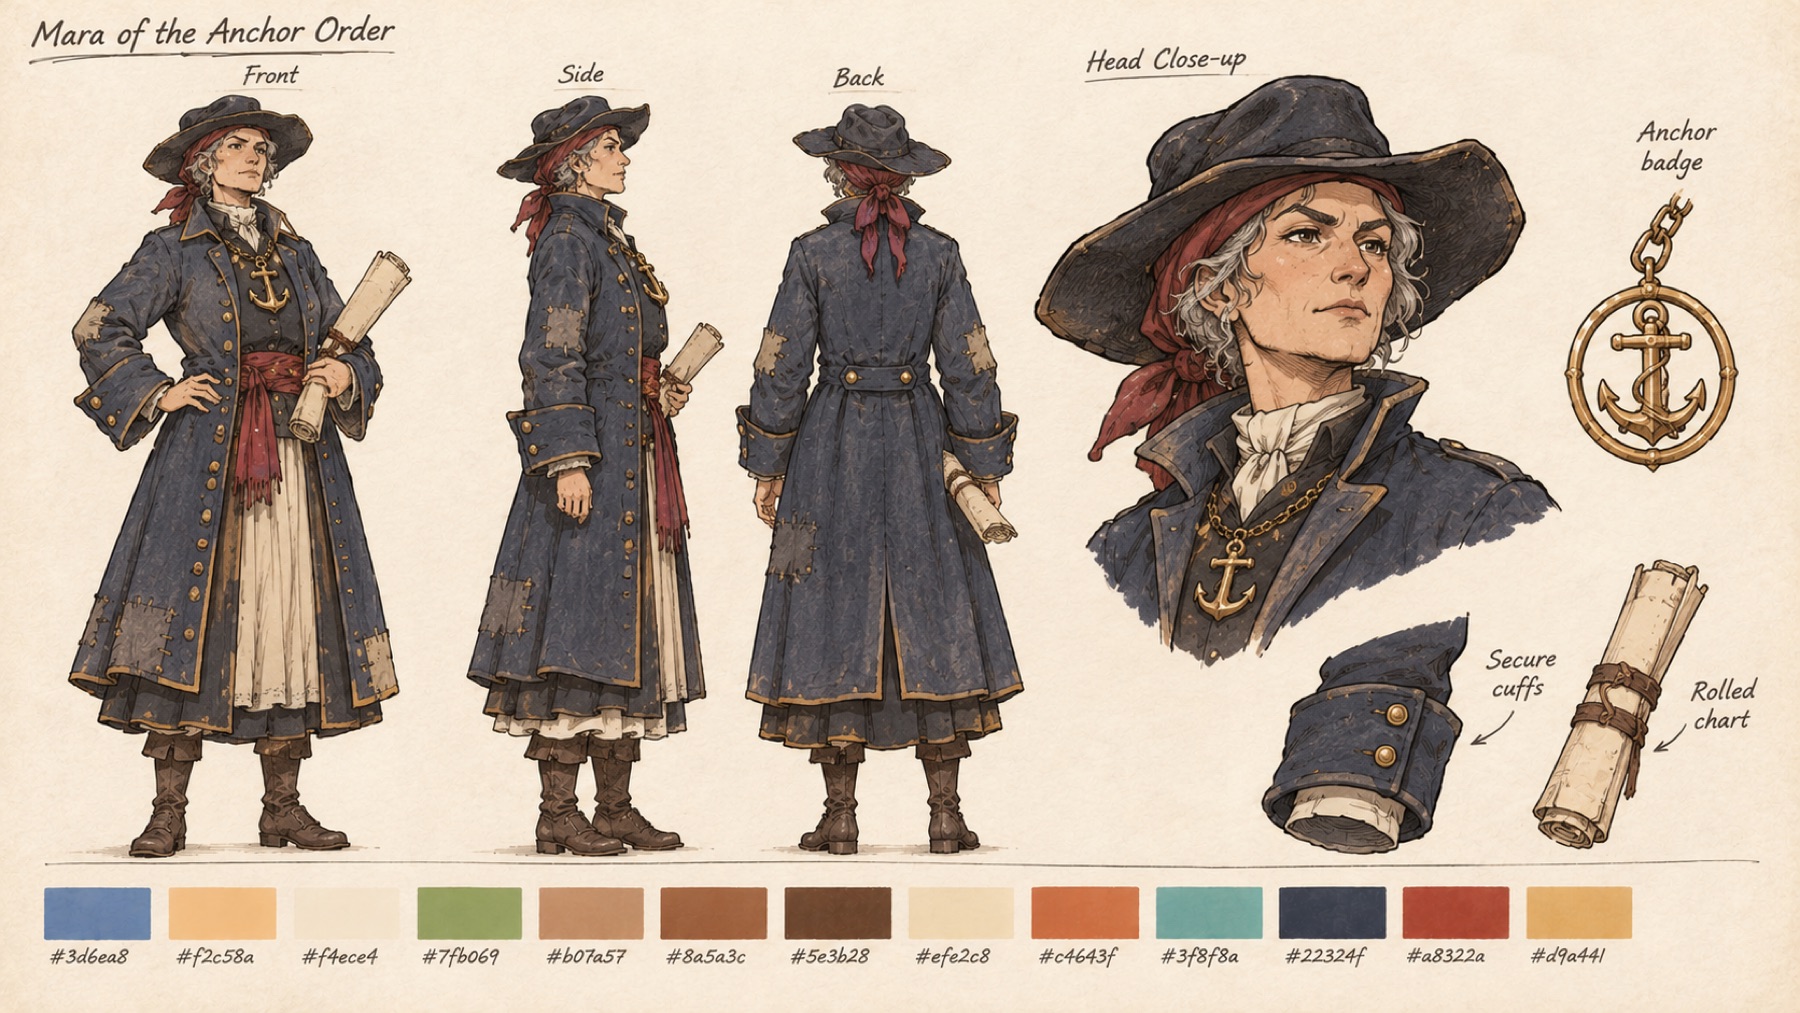 Mara of the Anchor Order
Front
Side
Back
Head Close-up
Anchor
badge
Secure
cuffs
Rolled
chart
#3d6ea8
#f2c58a
#f4ece4
#7fb069
#b07a57
#8a5a3c
#5e3b28
#efe2c8
#c4643f
#3f8f8a
#22324f
#a8322a
#d9a441